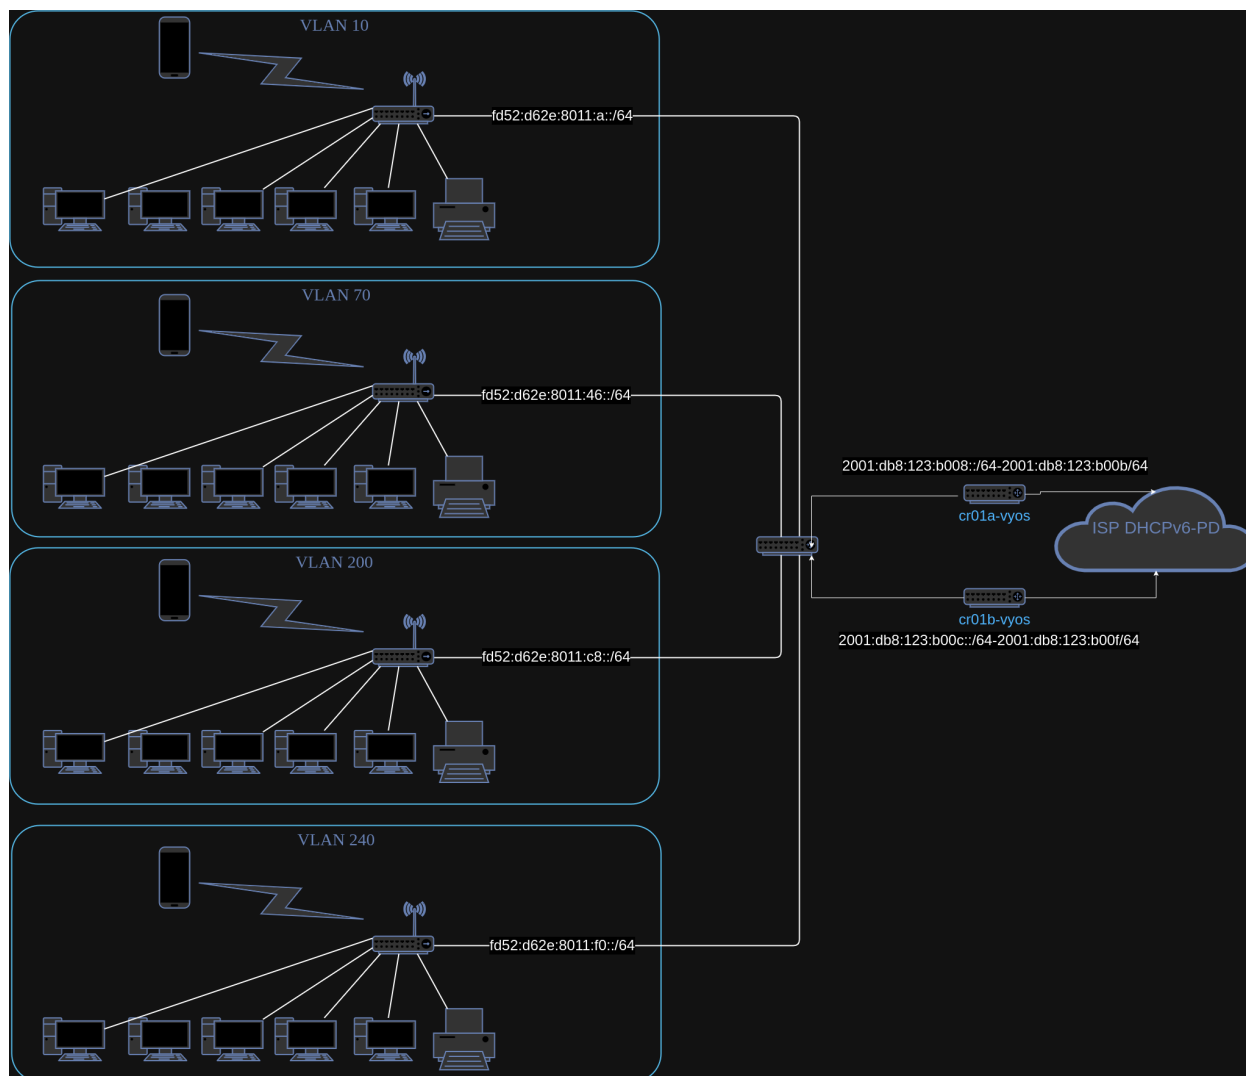 VLAN 10
fd52:d62e:8011:a::/64
VLAN 70
fd52:d62e:8011:46::/64
2001:db8:123:b008::/64-2001:db8:123:b00b/64
cr01a-vyos
ISP DHCPv6-PD
VLAN 200
cr01b-vyos
2001:db8:123:b00c::/64-2001:db8:123:b00f/64
fd52:d62e:8011:c8::/64
VLAN 240
fd52:d62e:8011:f0::/64